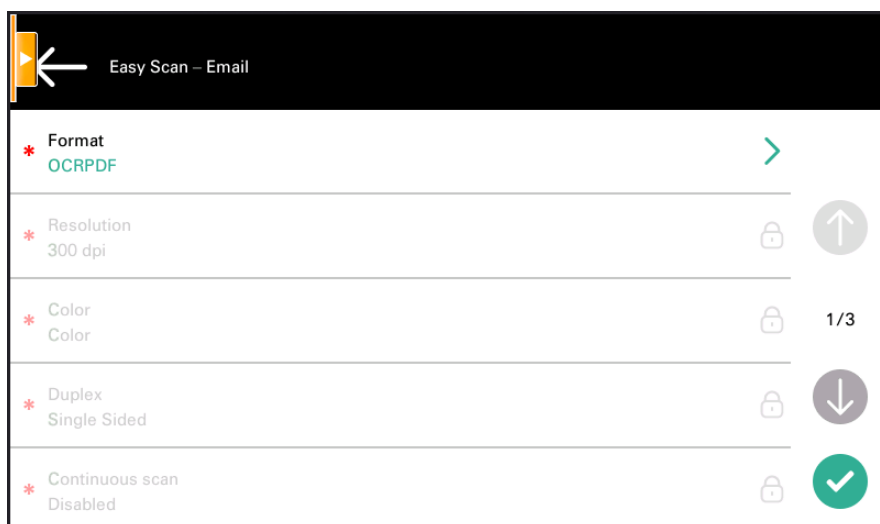 Easy Scan – Email
* Format
OCRPDF
* Resolution
300 dpi
* Color
Color
1/3
* Duplex
Single Sided
* Continuous scan
Disabled